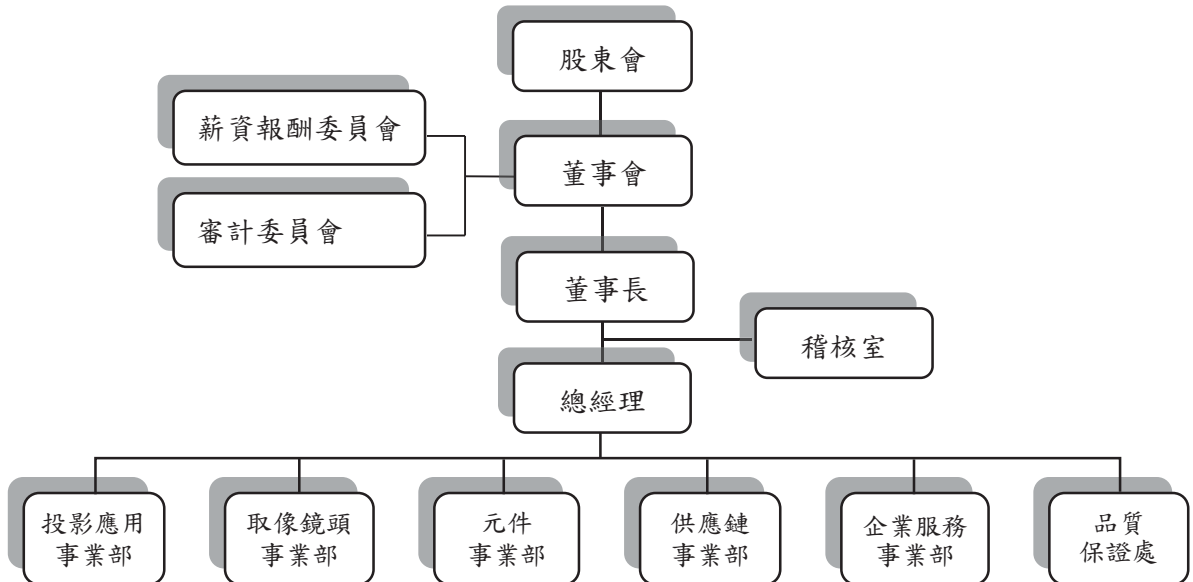 股東會
薪資報酬委員會
董事會
審計委員會
董事長
稽核室
總經理
投影應用
事業部
取像鏡頭
事業部
元件
事業部
供應鏈
事業部
企業服務
事業部
品質
保證處